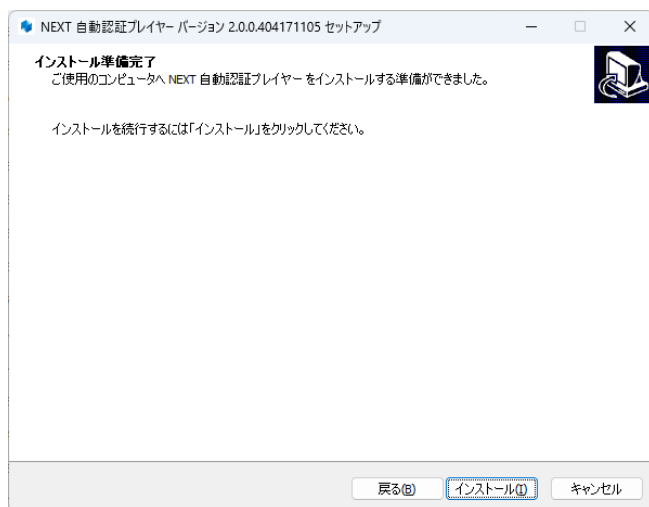 NEXT 自動認証プレイヤー バージョン 2.0.0.404171105 セットアップ
インストール準備完了
ご使用のコンピュータへ NEXT 自動認証プレイヤー をインストールする準備ができました。
インストールを続行するには「インストール」をクリックしてください。
戻る(B) インストール(I) キャンセル